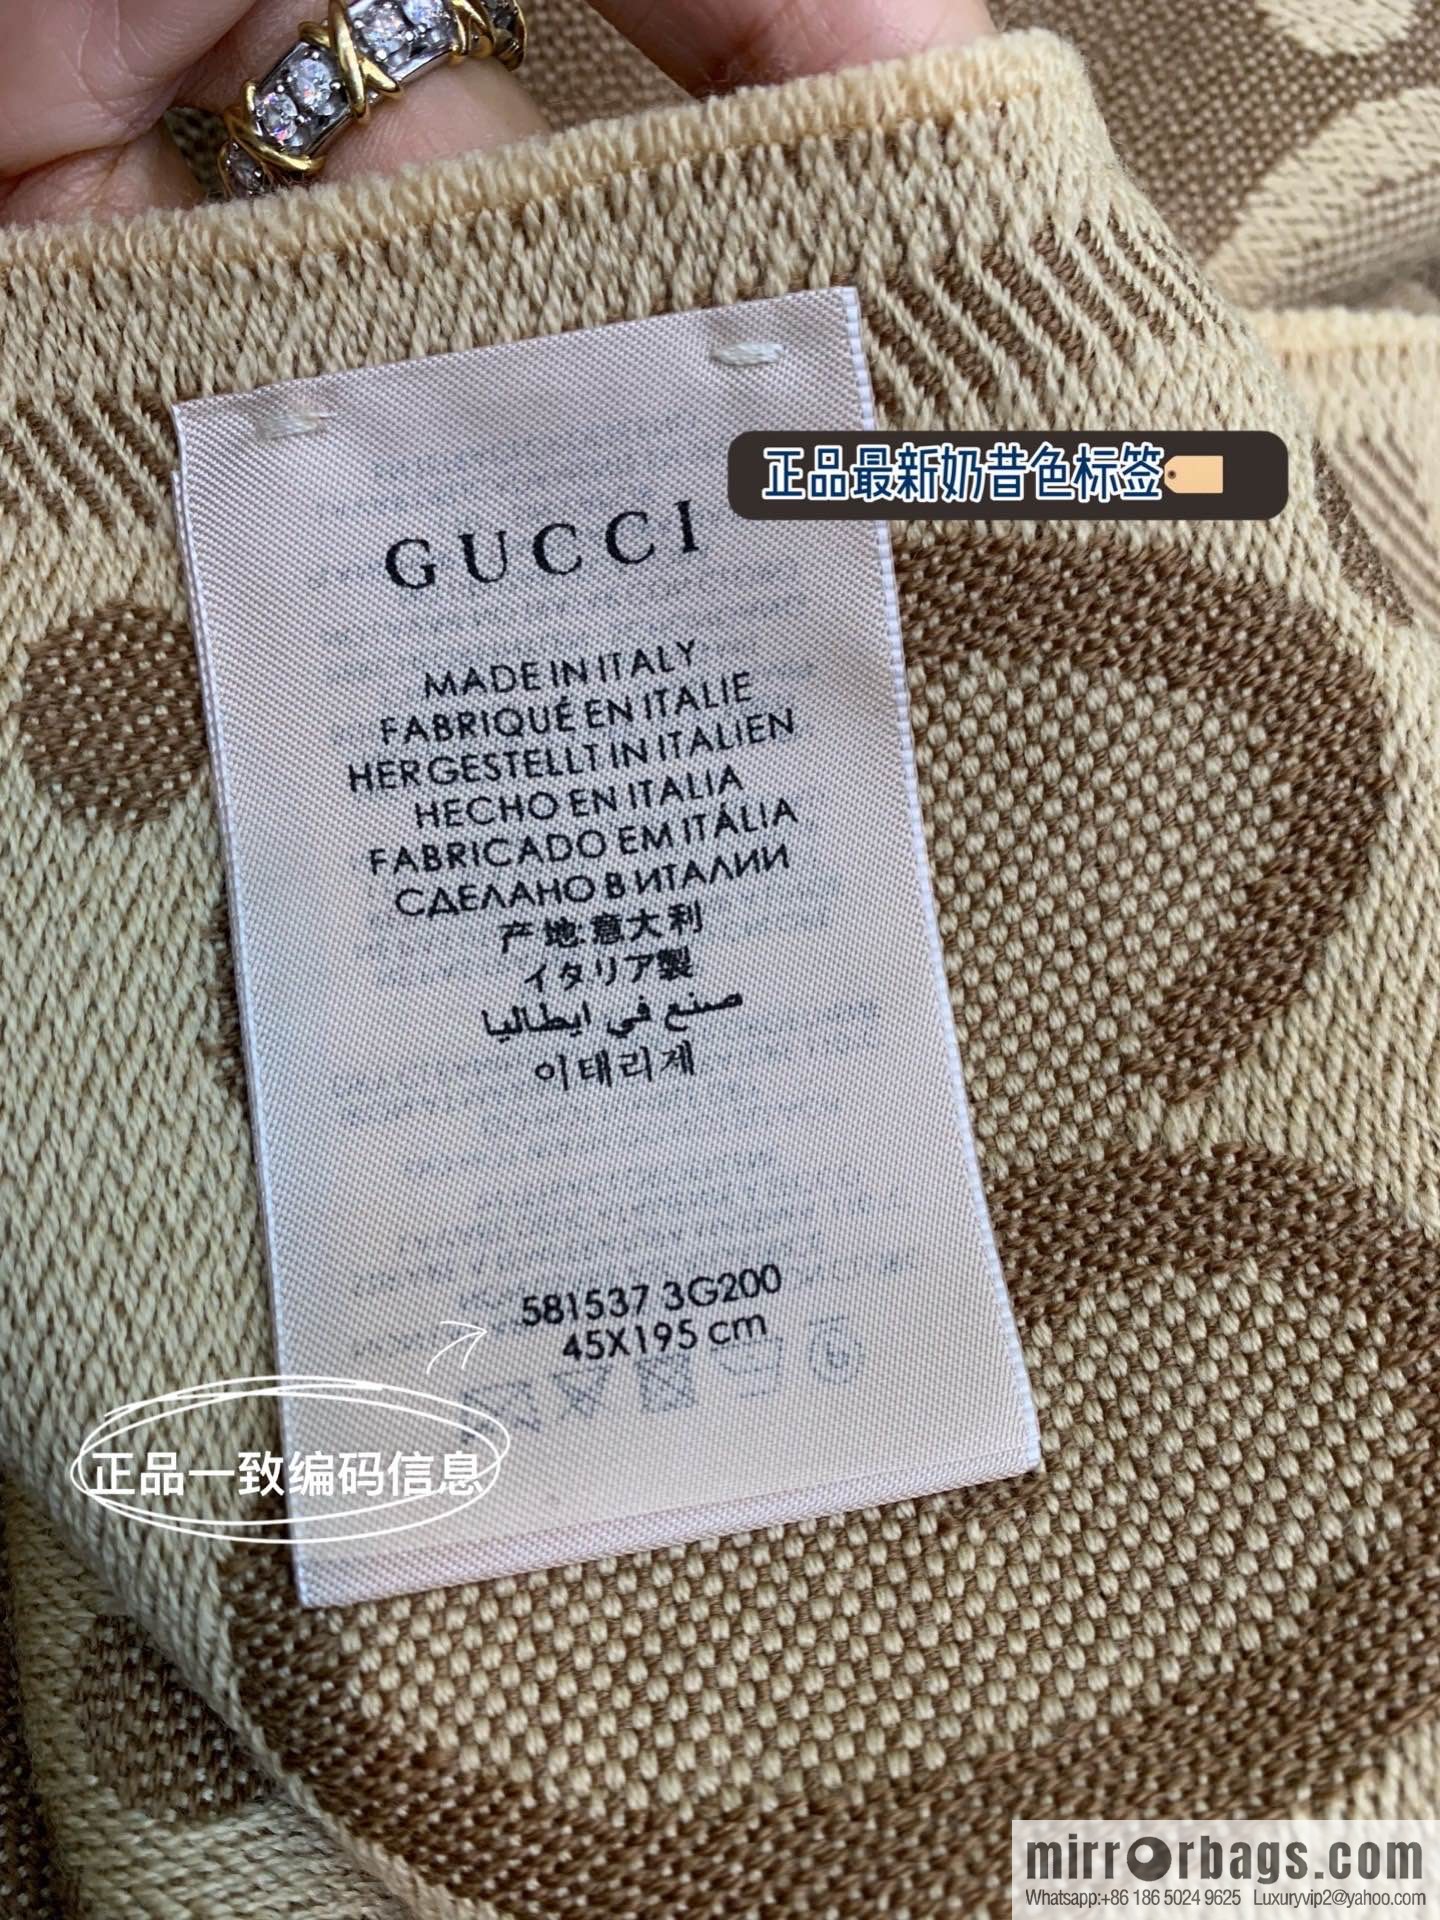 正品最新奶昔色标签
GUCCI
MADE IN ITALY
FABRIQUÉ EN ITALIE
HERGESTELLT IN ITALIEN
HECHO EN ITALIA
FABRICADO EM ITÁLIA
СДЕЛАНО В ИТАЛИИ
产地:意大利
イタリア製
صنع في ايطاليا
이태리제
581537 3G200
45X195 cm
正品一致编码信息
mirrorbags.com
Whatsapp:+86 186 5024 9625 Luxuryvip2@yahoo.com